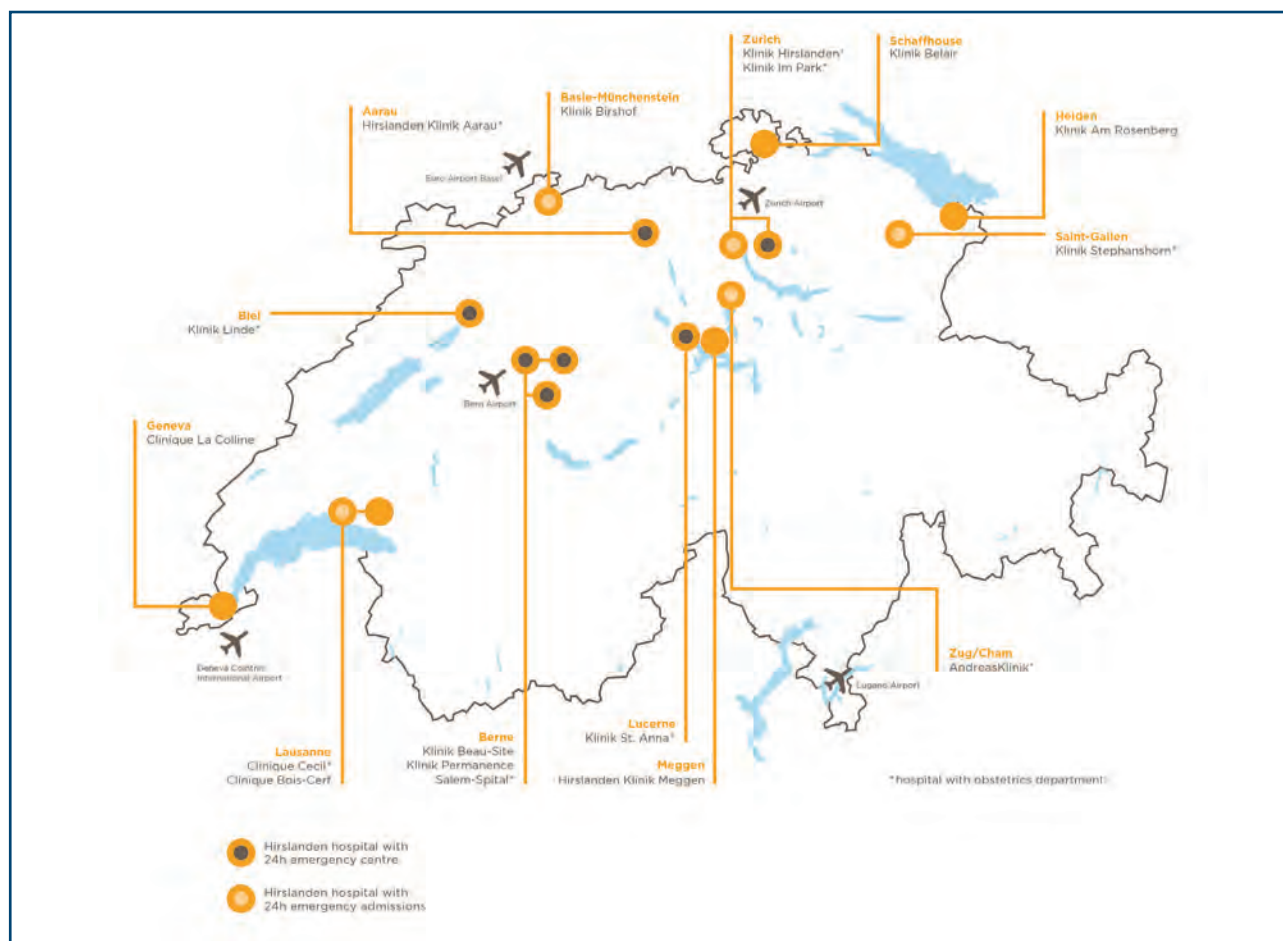 Zürich
Klinik Hirslanden*
Klinik Im Park*
Schaffhouse
Klinik Belair
Basle-Münchenstein
Klinik Birshof
Aarau
Hirslanden Klinik Aarau*
Heiden
Klinik Am Rosenberg
Euro Airport Basel
Zürich Airport
Saint-Gallen
Klinik Stephanshorn*
Biel
Klinik Linde*
Bern Airport
Geneva
Clinique La Colline
Geneva Cointrin
International Airport
Zug/Cham
AndreasKlinik*
Lugano Airport
Lucerne
Klinik St. Anna*
Lausanne
Clinique Cecil*
Clinique Bois-Cerf
Berne
Klinik Beau-Site
Klinik Permanence
Salem-Spital*
Meggen
Hirslanden Klinik Meggen
*hospital with obstetrics department
Hirslanden hospital with
24h emergency centre
Hirslanden hospital with
24h emergency admissions